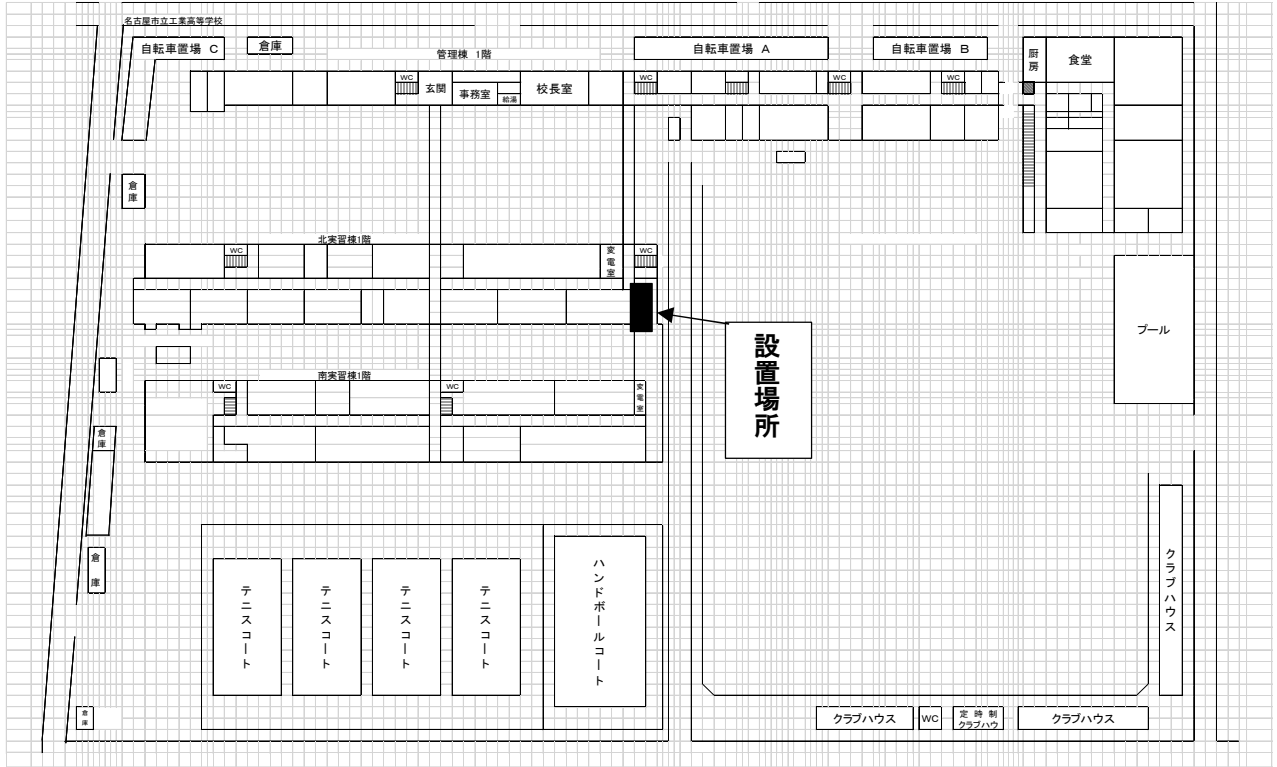 名古屋市立工業高等学校
自転車置場 C
倉庫
管理棟 1階
自転車置場 A
自転車置場 B
厨房
食堂
WC
玄関
事務室
給湯
校長室
WC
WC
WC
倉庫
北実習棟1階
WC
変電室
WC
設置場所
プール
南実習棟1階
WC
WC
変電室
倉庫
倉庫
テニスコート
テニスコート
テニスコート
テニスコート
ハンドボールコート
クラブハウス
倉庫
クラブハウス
WC
定時制
クラブハウ
クラブハウス